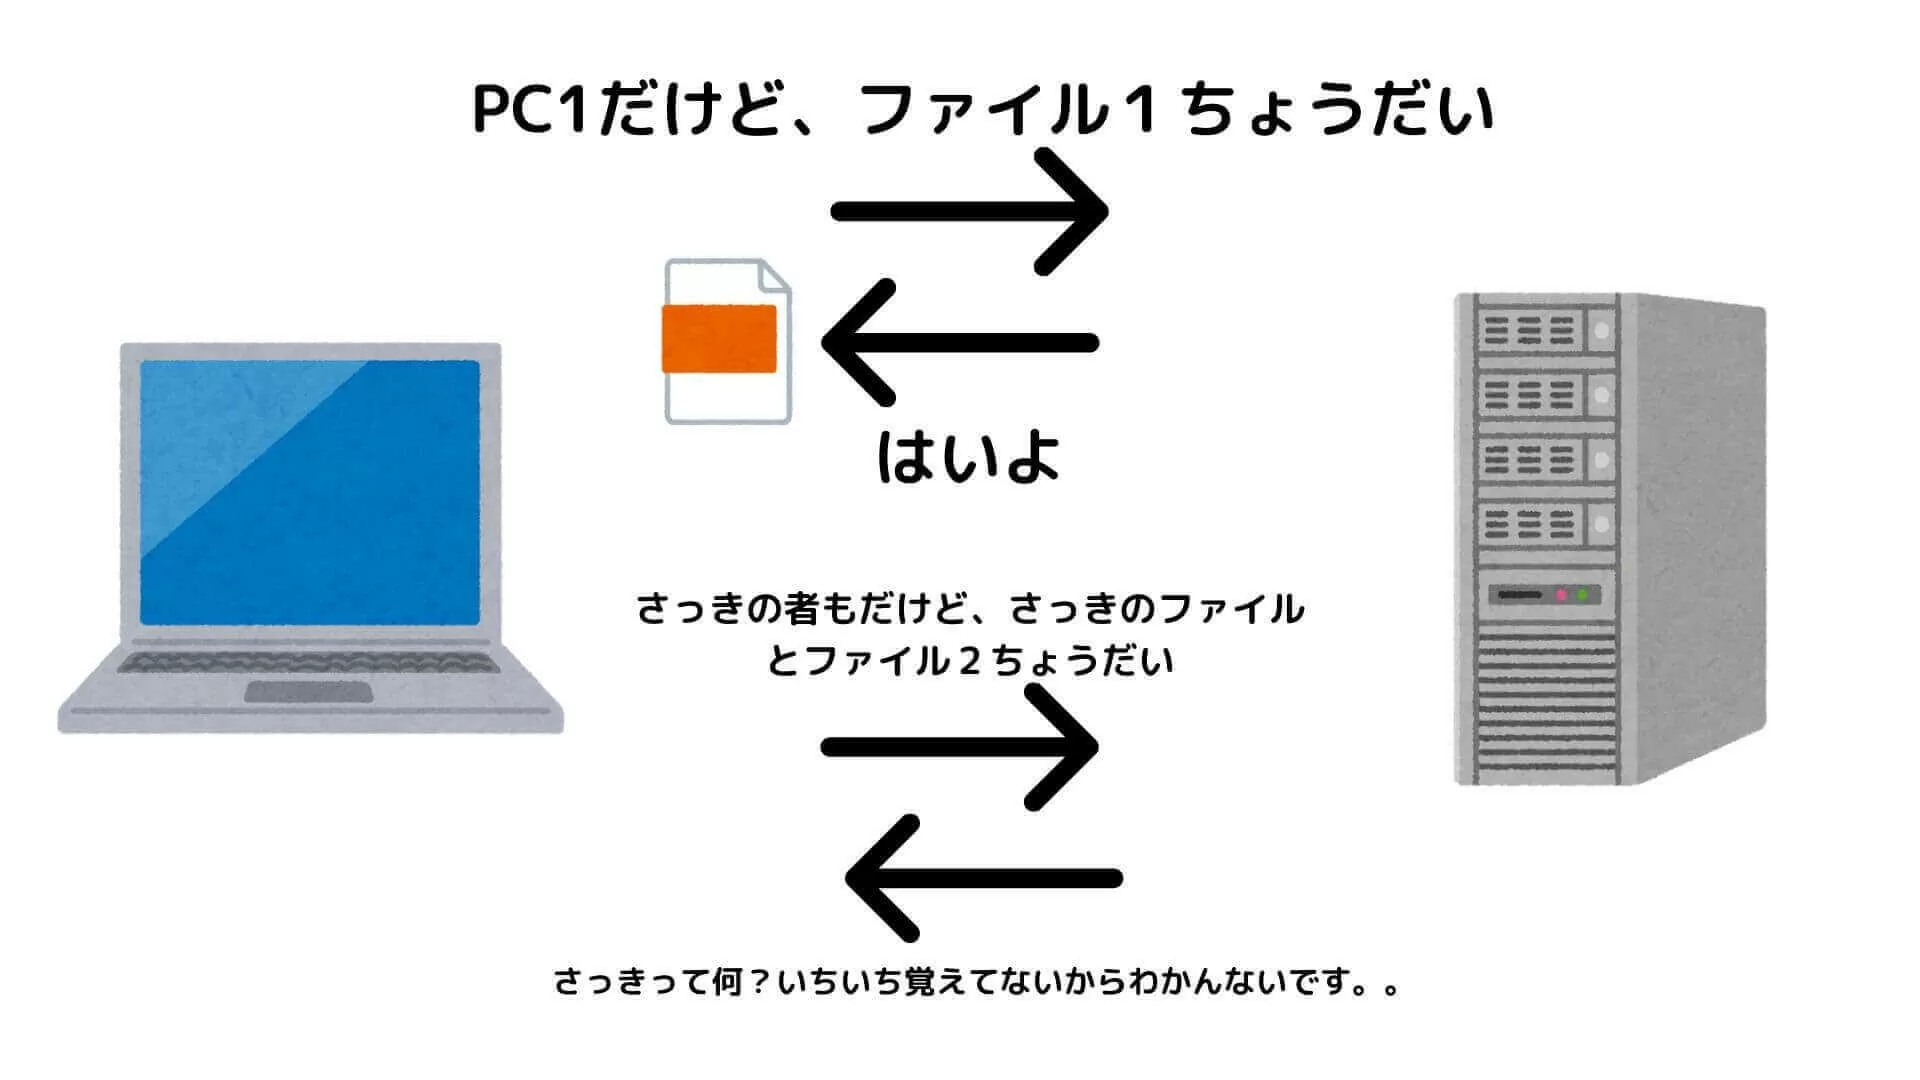 PC1だけど、ファイル１ちょうだい
はいよ
さっきの者もだけど、さっきのファイル
とファイル２ちょうだい
さっきって何？いちいち覚えてないからわかんないです。。